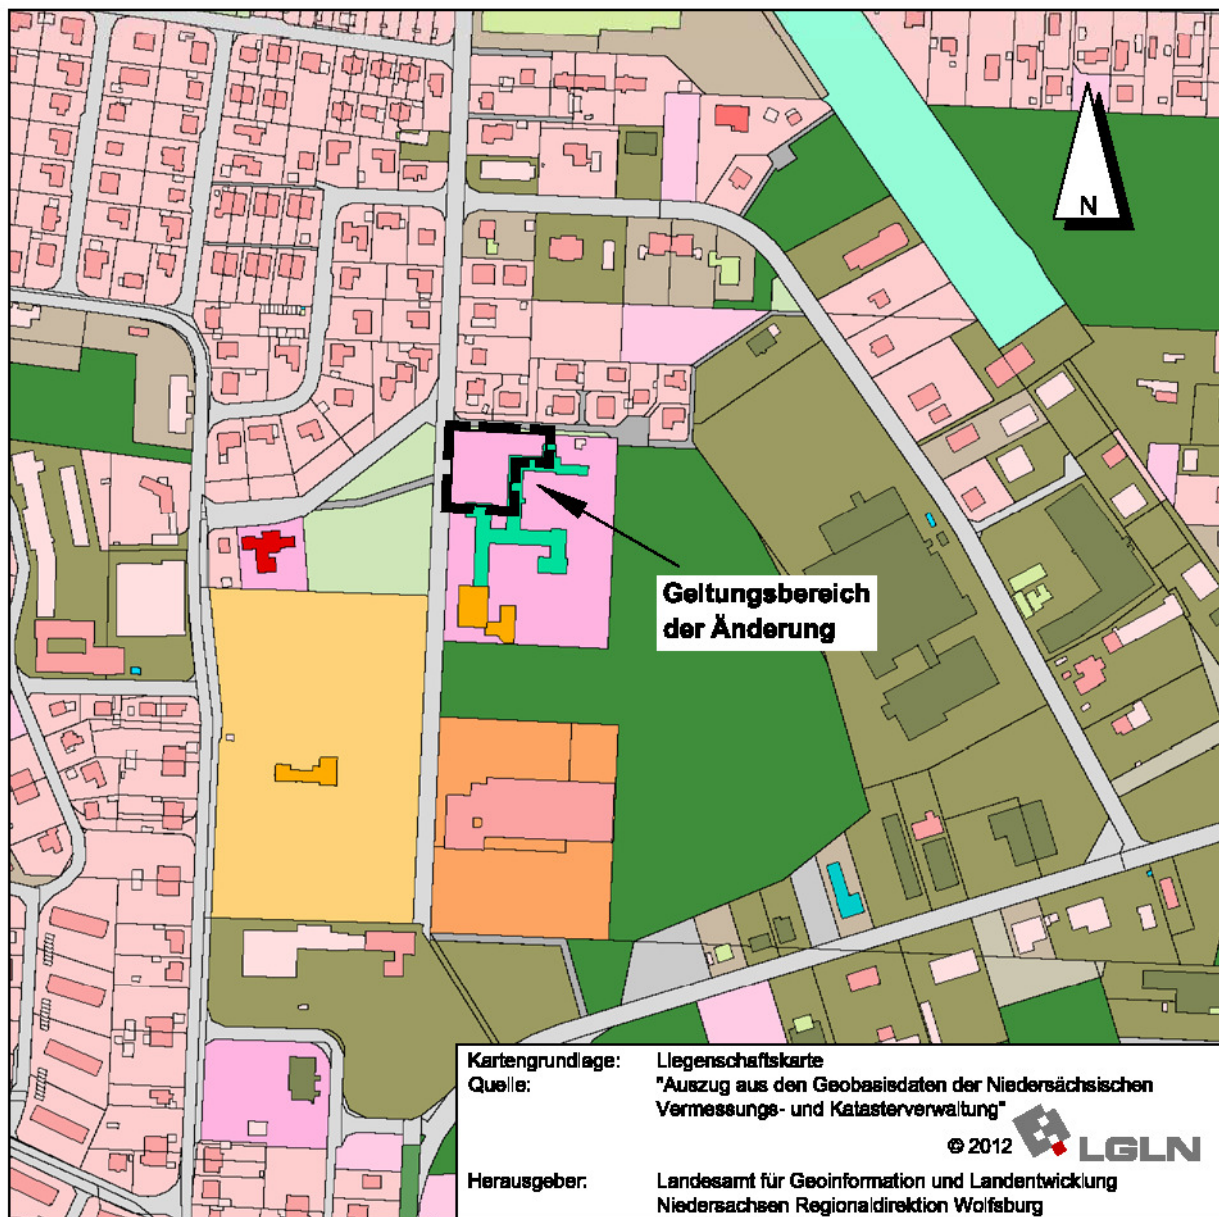 N
Geltungsbereich
der Änderung
Kartengrundlage: Liegenschaftskarte
Quelle: "Auszug aus den Geobasisdaten der Niedersächsischen
Vermessungs- und Katasterverwaltung"
© 2012 LGLN
Herausgeber: Landesamt für Geoinformation und Landentwicklung
Niedersachsen Regionaldirektion Wolfsburg